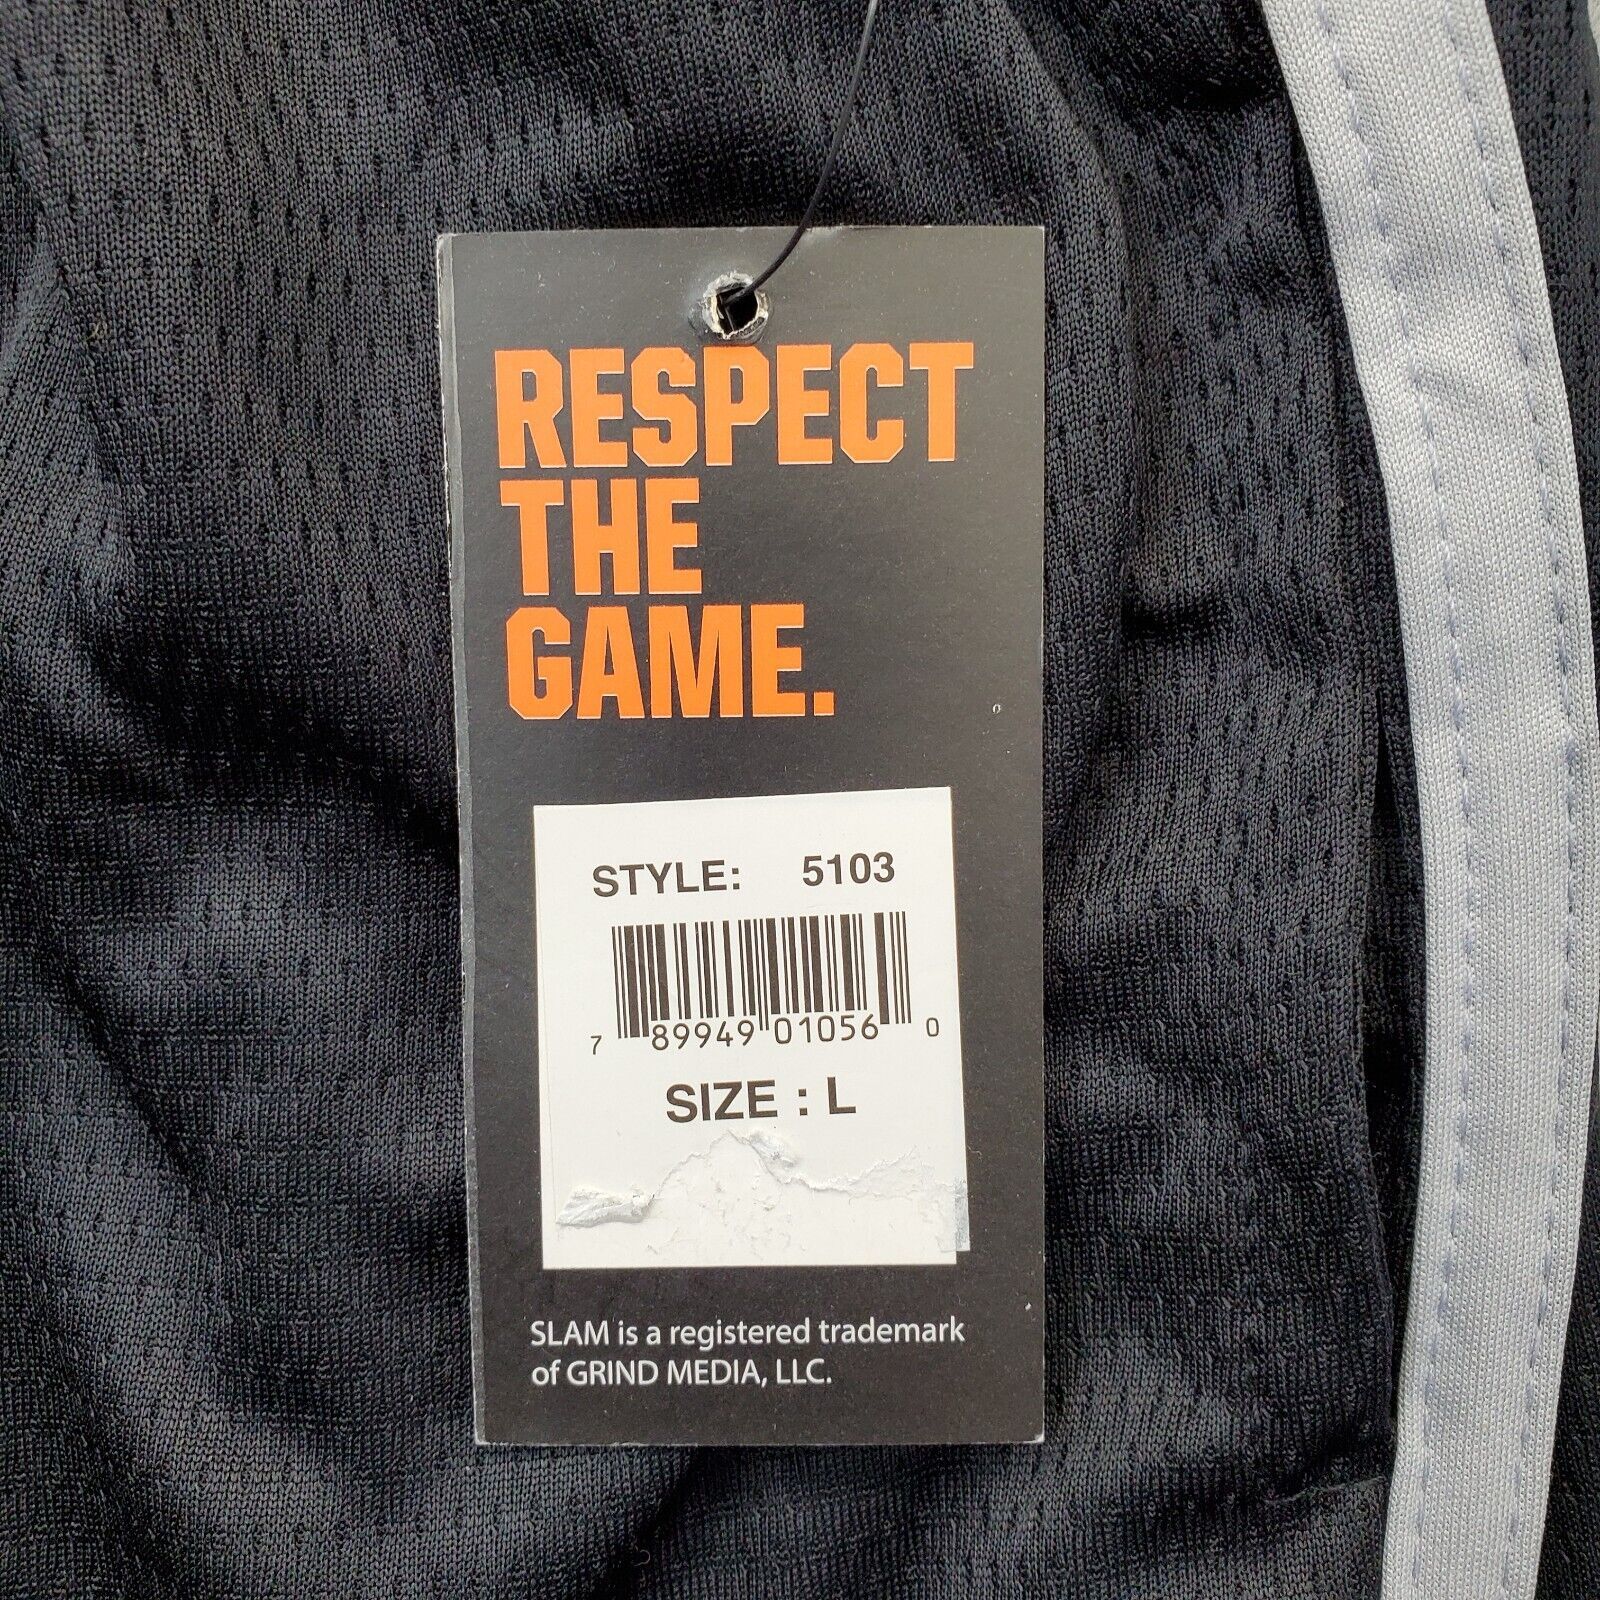 RESPECT
THE
GAME.
STYLE: 5103
7 89949 01056 0
SIZE : L
SLAM is a registered trademark
of GRIND MEDIA, LLC.